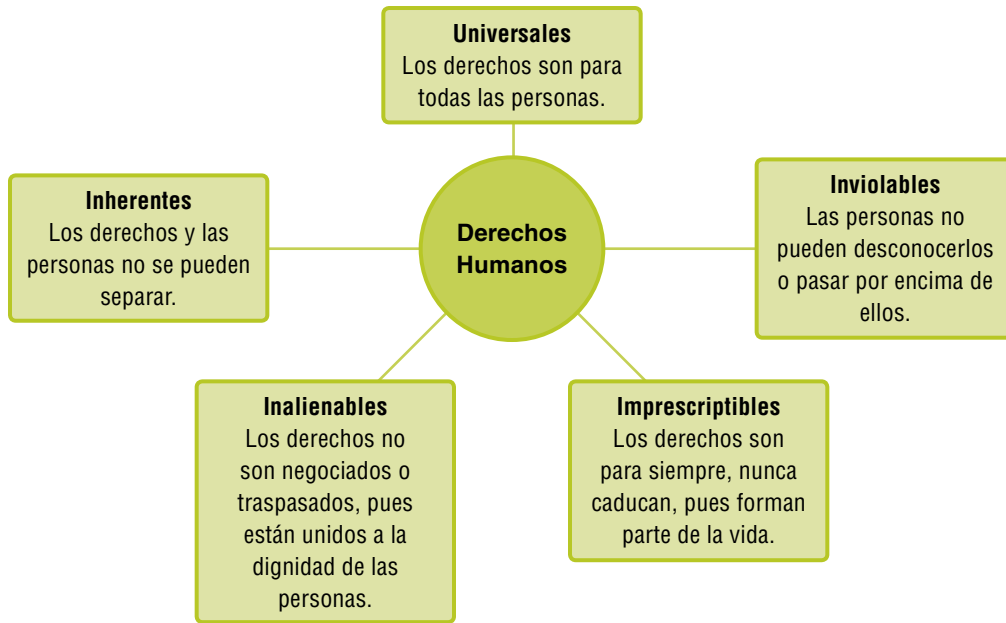 Universales
Los derechos son para
todas las personas.
Inherentes
Los derechos y las
personas no se pueden
separar.
Derechos
Humanos
Inviolables
Las personas no
pueden desconocerlos
o pasar por encima de
ellos.
Inalienables
Los derechos no
son negociados o
traspasados, pues
están unidos a la
dignidad de las
personas.
Imprescriptibles
Los derechos son
para siempre, nunca
caducan, pues forman
parte de la vida.